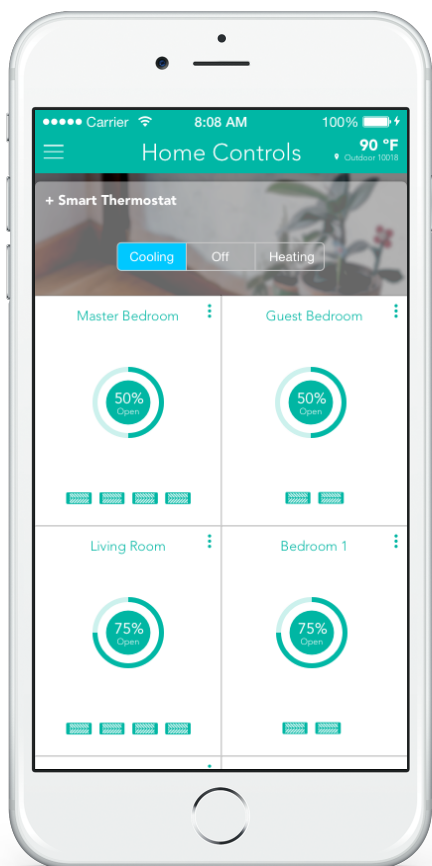 Carrier 8:08 AM 100%
Home Controls
90 °F
Outdoor 10018
+ Smart Thermostat
Cooling Off Heating
Master Bedroom Guest Bedroom
50% 50%
Open Open
Living Room Bedroom 1
75% 75%
Open Open